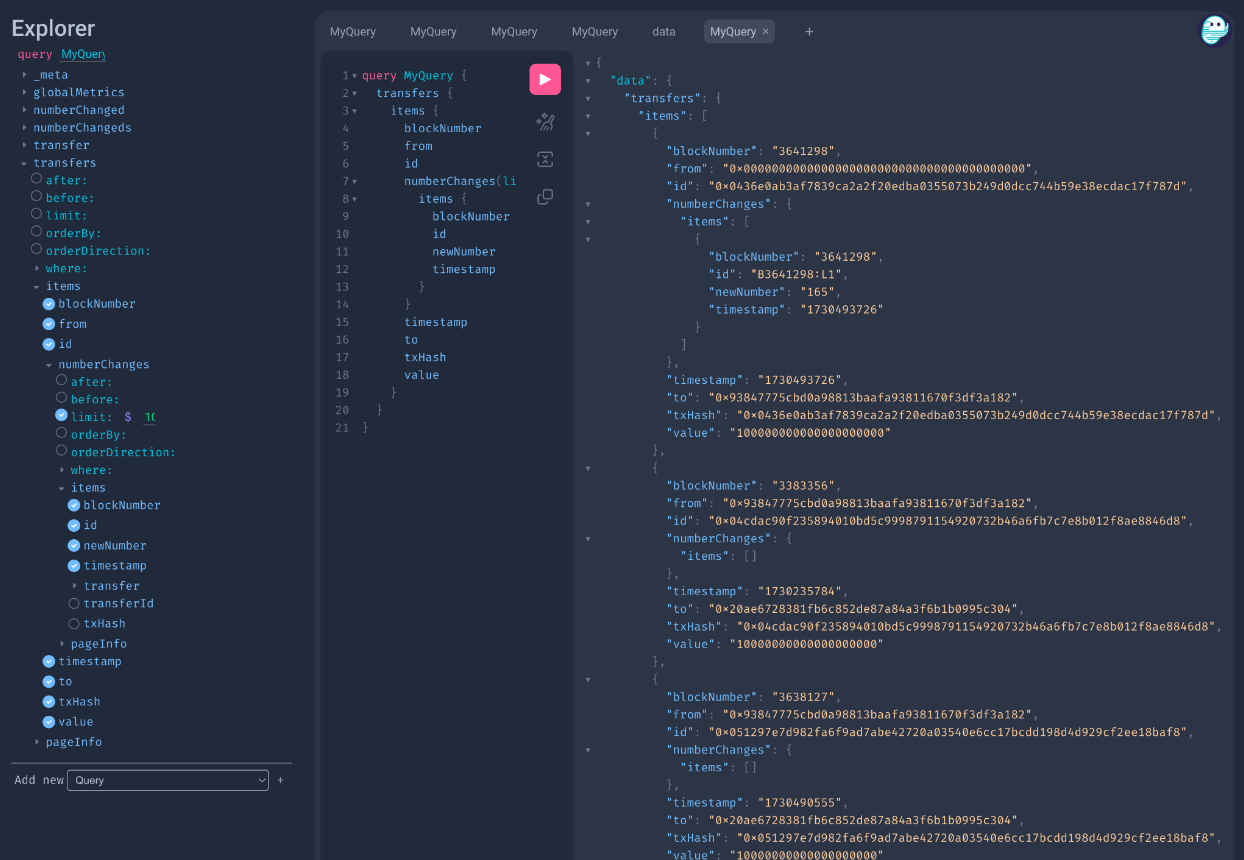 Explorer
query MyQuery
_meta
globalMetrics
numberChanged
numberChangeds
transfer
transfers
after:
before:
limit:
orderBy:
orderDirection:
where:
items
blockNumber
from
id
numberChanges
after:
before:
limit: $ 10
orderBy:
orderDirection:
where:
items
blockNumber
id
newNumber
timestamp
transfer
transferId
txHash
pageInfo
timestamp
to
txHash
value
pageInfo
Add new Query +
MyQuery MyQuery MyQuery MyQuery data MyQuery × +
1 query MyQuery {
2 transfers {
3 items {
4 blockNumber
5 from
6 id
7 numberChanges(li
8 items {
9 blockNumber
10 id
11 newNumber
12 timestamp
13 }
14 }
15 timestamp
16 to
17 txHash
18 value
19 }
20 }
21 }
{
"data": {
"transfers": {
"items": [
{
"blockNumber": "3641298",
"from": "0x0000000000000000000000000000000000000000",
"id": "0x0436e0ab3af7839ca2a2f20edba0355073b249d0dcc744b59e38ecdac17f787d",
"numberChanges": {
"items": [
{
"blockNumber": "3641298",
"id": "B3641298:L1",
"newNumber": "165",
"timestamp": "1730493726"
}
]
},
"timestamp": "1730493726",
"to": "0x93847775cbd0a98813baafa93811670f3df3a182",
"txHash": "0x0436e0ab3af7839ca2a2f20edba0355073b249d0dcc744b59e38ecdac17f787d",
"value": "100000000000000000000"
},
{
"blockNumber": "3383356",
"from": "0x93847775cbd0a98813baafa93811670f3df3a182",
"id": "0x04cdac90f235894010bd5c9998791154920732b46a6fb7c7e8b012f8ae8846d8",
"numberChanges": {
"items": []
},
"timestamp": "1730235784",
"to": "0x20ae6728381fb6c852de87a84a3f6b1b0995c304",
"txHash": "0x04cdac90f235894010bd5c9998791154920732b46a6fb7c7e8b012f8ae8846d8",
"value": "10000000000000000000"
},
{
"blockNumber": "3638127",
"from": "0x93847775cbd0a98813baafa93811670f3df3a182",
"id": "0x051297e7d982fa6f9ad7abe42720a03540e6cc17bcdd198d4d929cf2ee18baf8",
"numberChanges": {
"items": []
},
"timestamp": "1730490555",
"to": "0x20ae6728381fb6c852de87a84a3f6b1b0995c304",
"txHash": "0x051297e7d982fa6f9ad7abe42720a03540e6cc17bcdd198d4d929cf2ee18baf8",
"value": "10000000000000000000"